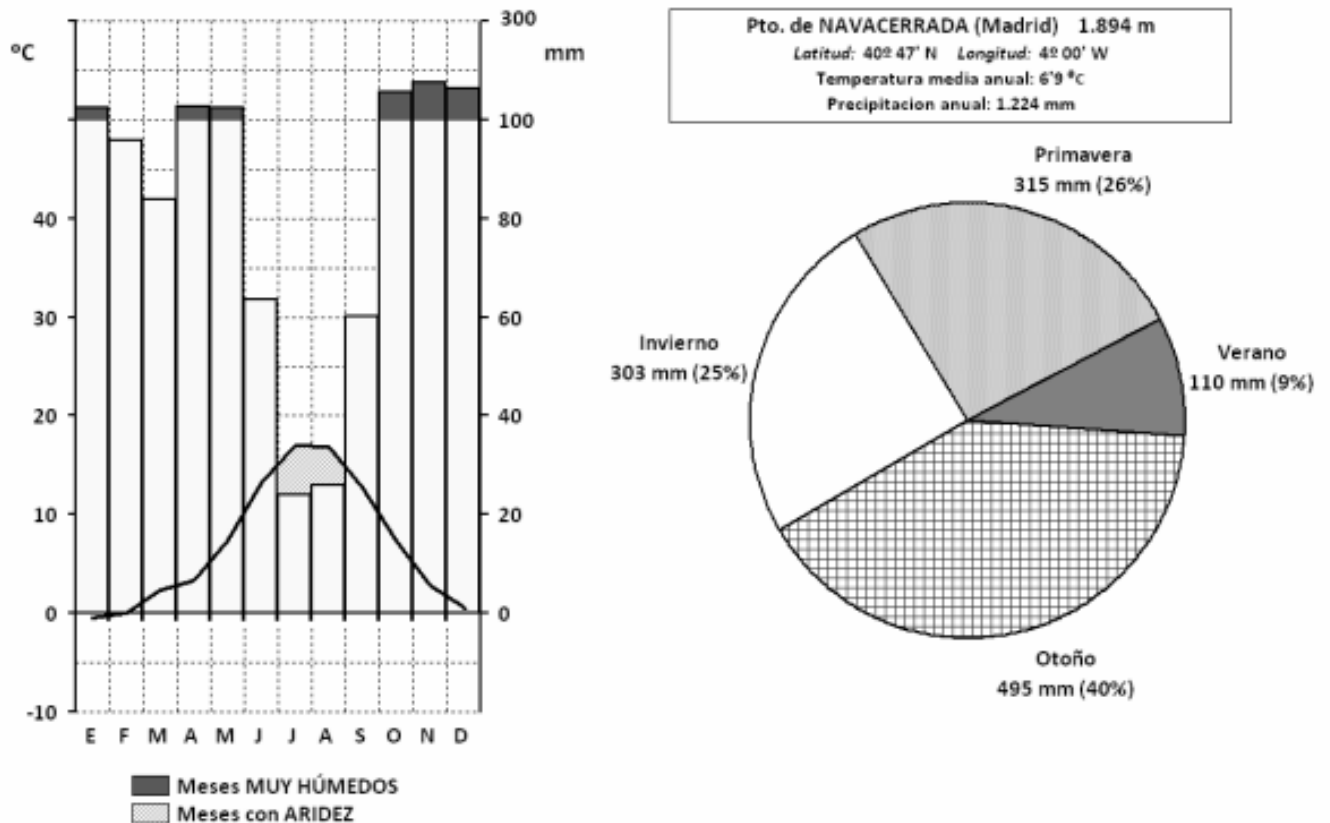 ºC
mm
300
100
80
60
40
20
0
40
30
20
10
0
-10
E F M A M J J A S O N D
Meses MUY HÚMEDOS
Meses con ARIDEZ
Pto. de NAVACERRADA (Madrid) 1.894 m
Latitud: 40º 47' N Longitud: 4º 00' W
Temperatura media anual: 6'9 ºC
Precipitacion anual: 1.224 mm
Primavera
315 mm (26%)
Invierno
303 mm (25%)
Verano
110 mm (9%)
Otoño
495 mm (40%)